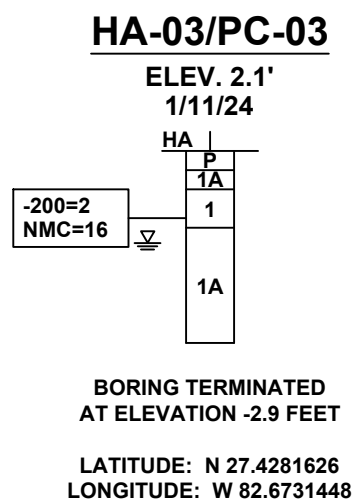 HA-03/PC-03
ELEV. 2.1'
1/11/24
HA
P
1A
1
-200=2
NMC=16
1A
BORING TERMINATED
AT ELEVATION -2.9 FEET
LATITUDE: N 27.4281626
LONGITUDE: W 82.6731448